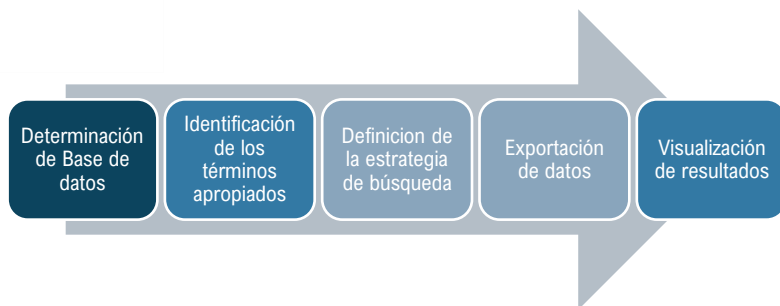 Determinación
de Base de
datos
Identificación
de los
términos
apropiados
Definicion de
la estrategia
de búsqueda
Exportación
de datos
Visualización
de resultados